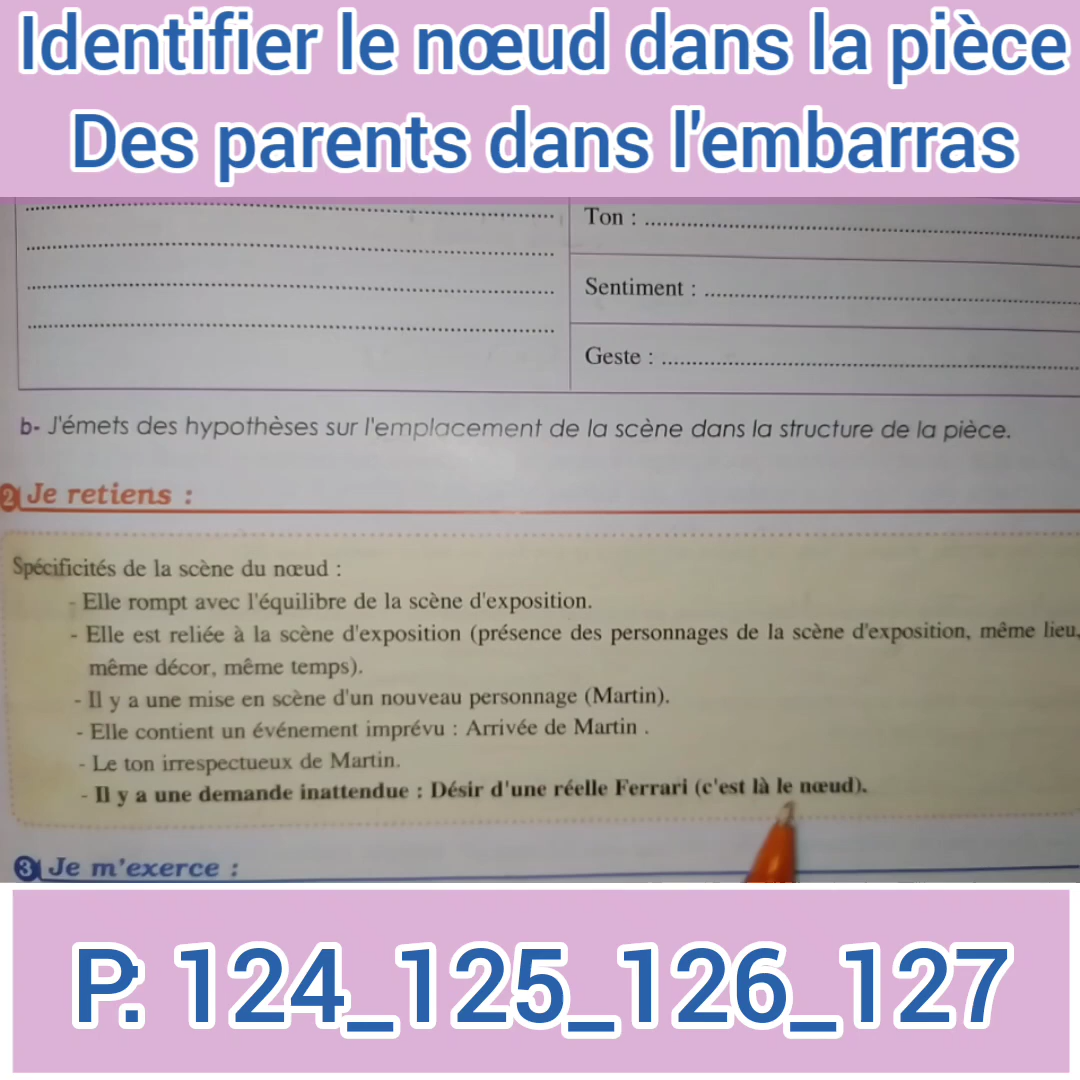 Identifier le nœud dans la pièce
Des parents dans l'embarras
Ton :
Sentiment :
Geste :
b- J'émets des hypothèses sur l'emplacement de la scène dans la structure de la pièce.
2 Je retiens :
Spécificités de la scène du nœud :
- Elle rompt avec l'équilibre de la scène d'exposition.
- Elle est reliée à la scène d'exposition (présence des personnages de la scène d'exposition, même lieu,
même décor, même temps).
- Il y a une mise en scène d'un nouveau personnage (Martin).
- Elle contient un événement imprévu : Arrivée de Martin .
- Le ton irrespectueux de Martin.
- Il y a une demande inattendue : Désir d'une réelle Ferrari (c'est là le nœud).
3 Je m'exerce :
P. 124_125_126_127